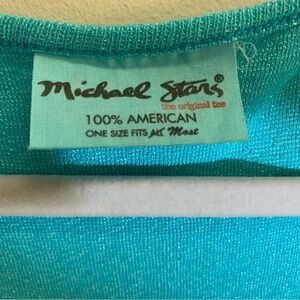 Michael Stars®
the original tee
100% AMERICAN
ONE SIZE FITS ALL Most